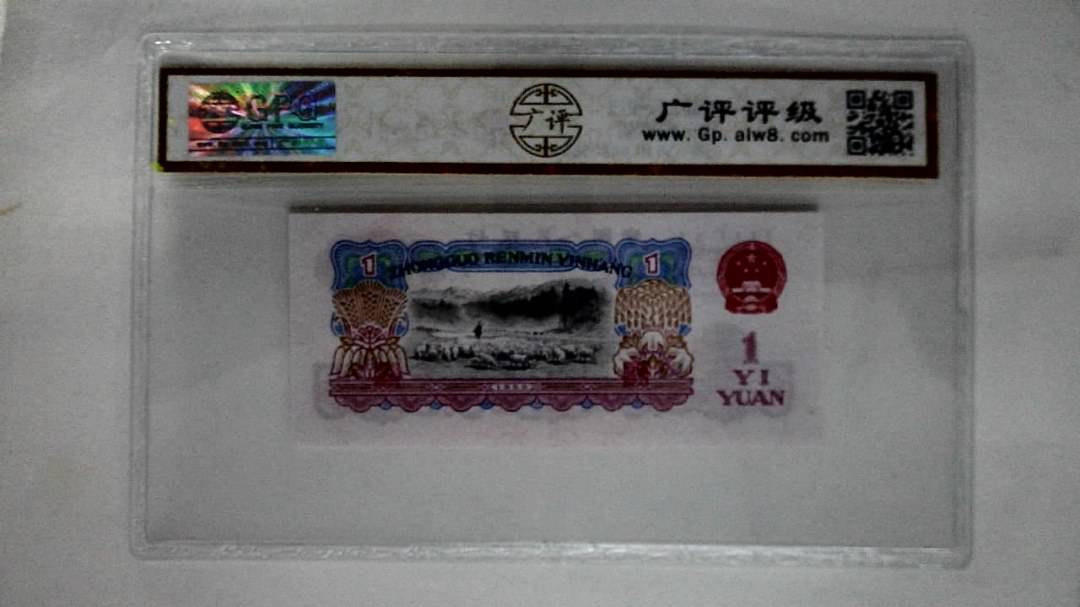 GPG
广评
广评评级
www. Gp. alw8. com
1
ZHONGGUO RENMIN YINHANG
1
1
YI
YUAN